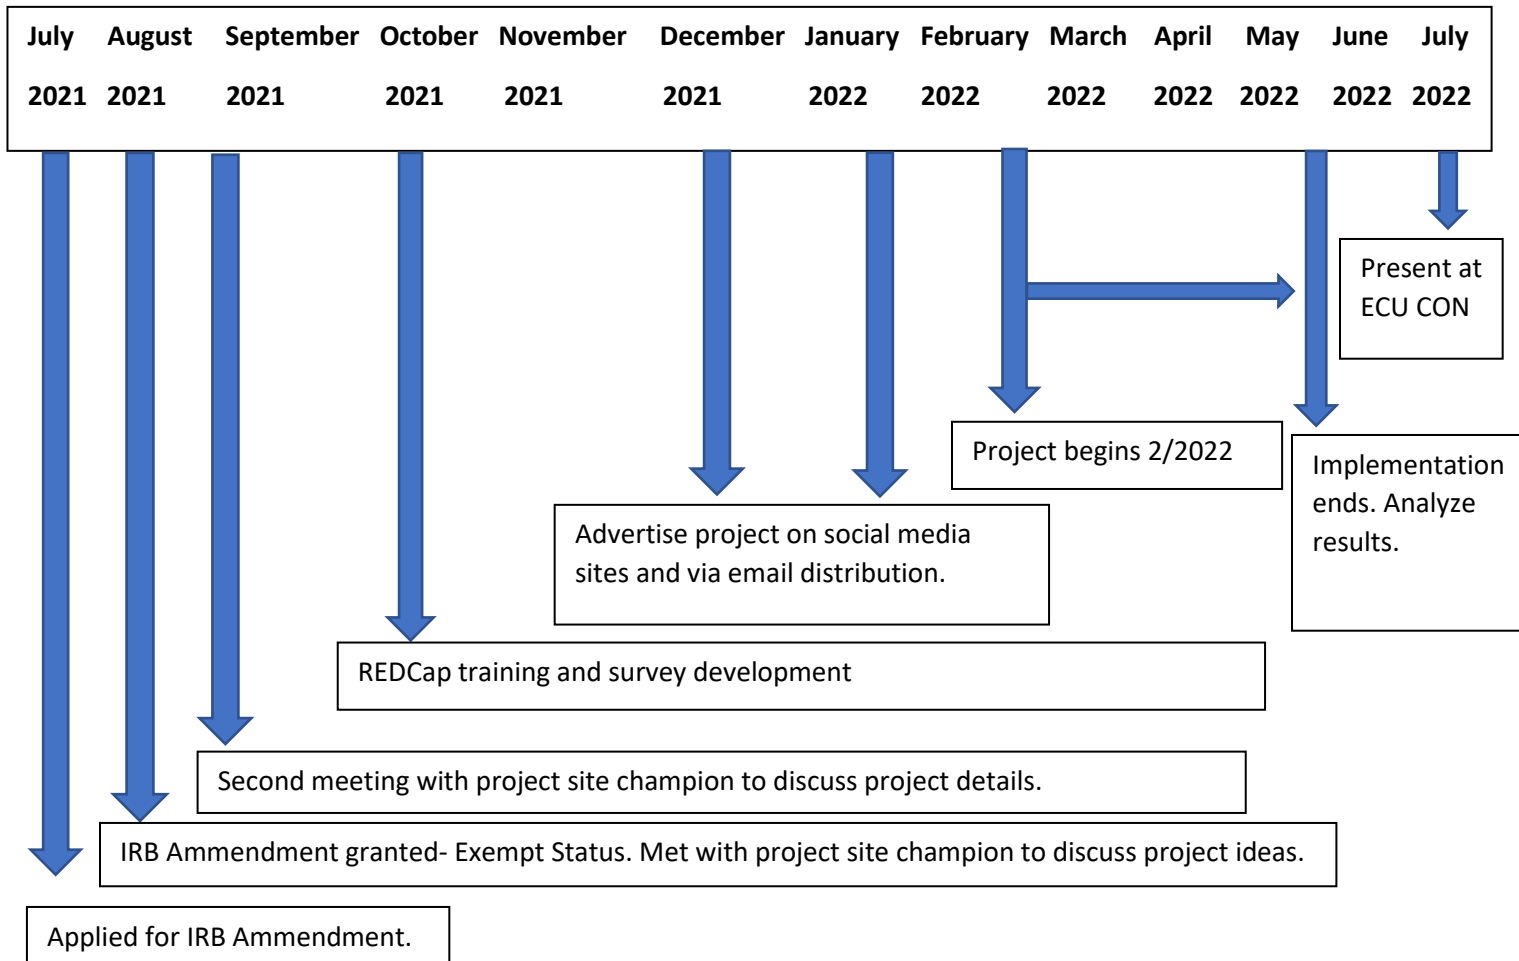 July August September October November December January February March April May June July
2021 2021 2021 2021 2021 2021 2022 2022 2022 2022 2022 2022 2022
Present at
ECU CON
Project begins 2/2022
Implementation
ends. Analyze
results.
Advertise project on social media
sites and via email distribution.
REDCap training and survey development
Second meeting with project site champion to discuss project details.
IRB Ammendment granted- Exempt Status. Met with project site champion to discuss project ideas.
Applied for IRB Ammendment.